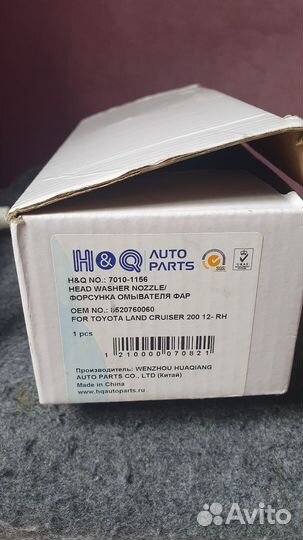 H&Q AUTO PARTS
H&Q NO.: 7010-1156
HEAD WASHER NOZZLE/
ФОРСУНКА ОМЫВАТЕЛЯ ФАР
OEM NO.: 8520760060
FOR TOYOTA LAND CRUISER 200 12- RH
1 pcs
1 210000 070821
Производитель: WENZHOU HUAQIANG
AUTO PARTS CO., LTD (Китай)
Made in China
www.hqautoparts.ru
Avito